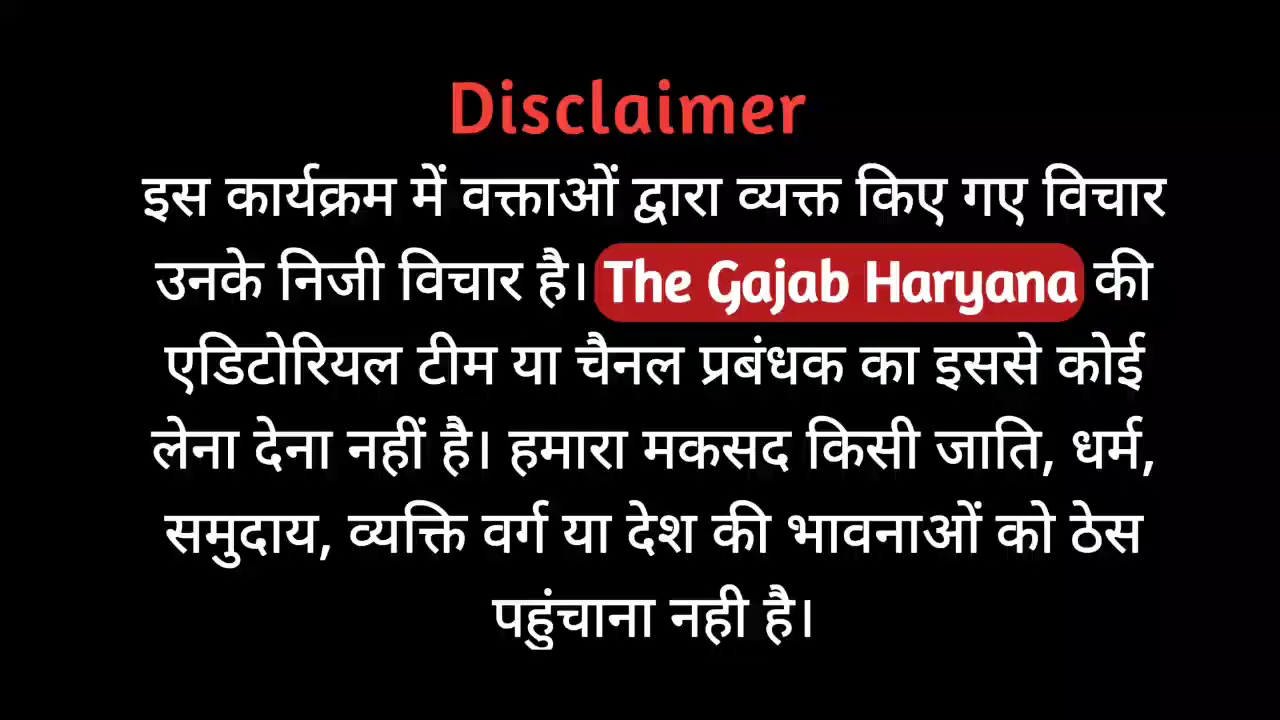 Disclaimer
इस कार्यक्रम में वक्ताओं द्वारा व्यक्त किए गए विचार
उनके निजी विचार है। The Gajab Haryana की
एडिटोरियल टीम या चैनल प्रबंधक का इससे कोई
लेना देना नहीं है। हमारा मकसद किसी जाति, धर्म,
समुदाय, व्यक्ति वर्ग या देश की भावनाओं को ठेस
पहुंचाना नही है।